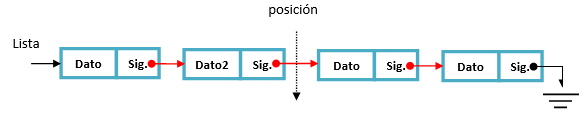 posición
Lista
Dato Sig. Dato2 Sig. Dato Sig. Dato Sig.